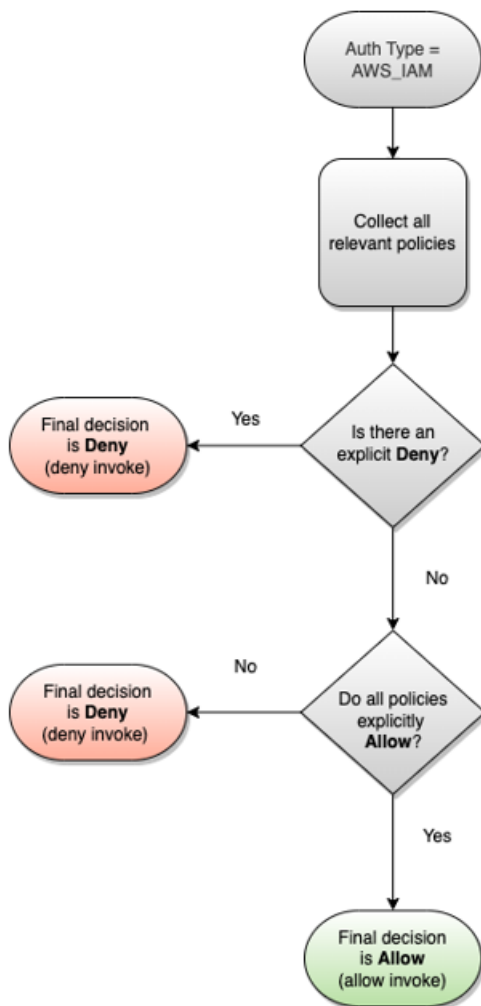 Auth Type =
AWS_IAM
Collect all
relevant policies
Is there an
explicit Deny?
Yes
Final decision
is Deny
(deny invoke)
No
Do all policies
explicitly
Allow?
No
Final decision
is Deny
(deny invoke)
Yes
Final decision
is Allow
(allow invoke)